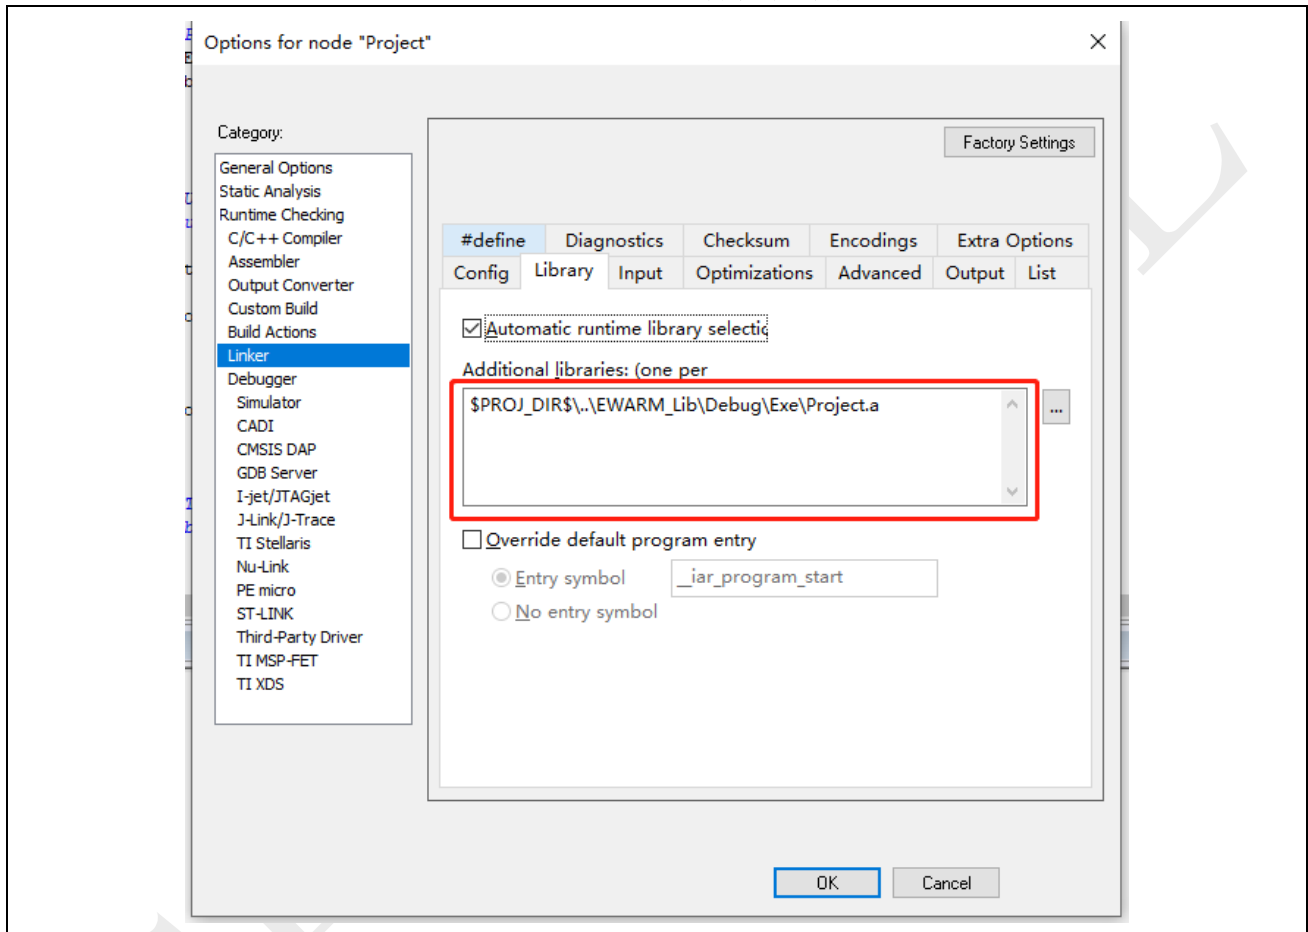 Options for node "Project"
Category:
General Options
Static Analysis
Runtime Checking
C/C++ Compiler
Assembler
Output Converter
Custom Build
Build Actions
Linker
Debugger
Simulator
CADI
CMSIS DAP
GDB Server
I-jet/JTAGjet
J-Link/J-Trace
TI Stellaris
Nu-Link
PE micro
ST-LINK
Third-Party Driver
TI MSP-FET
TI XDS
Factory Settings
#define Diagnostics Checksum Encodings Extra Options
Config Library Input Optimizations Advanced Output List
Automatic runtime library selectio
Additional libraries: (one per
$PROJ_DIR$\..\EWARM_Lib\Debug\Exe\Project.a
...
Override default program entry
Entry symbol __iar_program_start
No entry symbol
OK Cancel